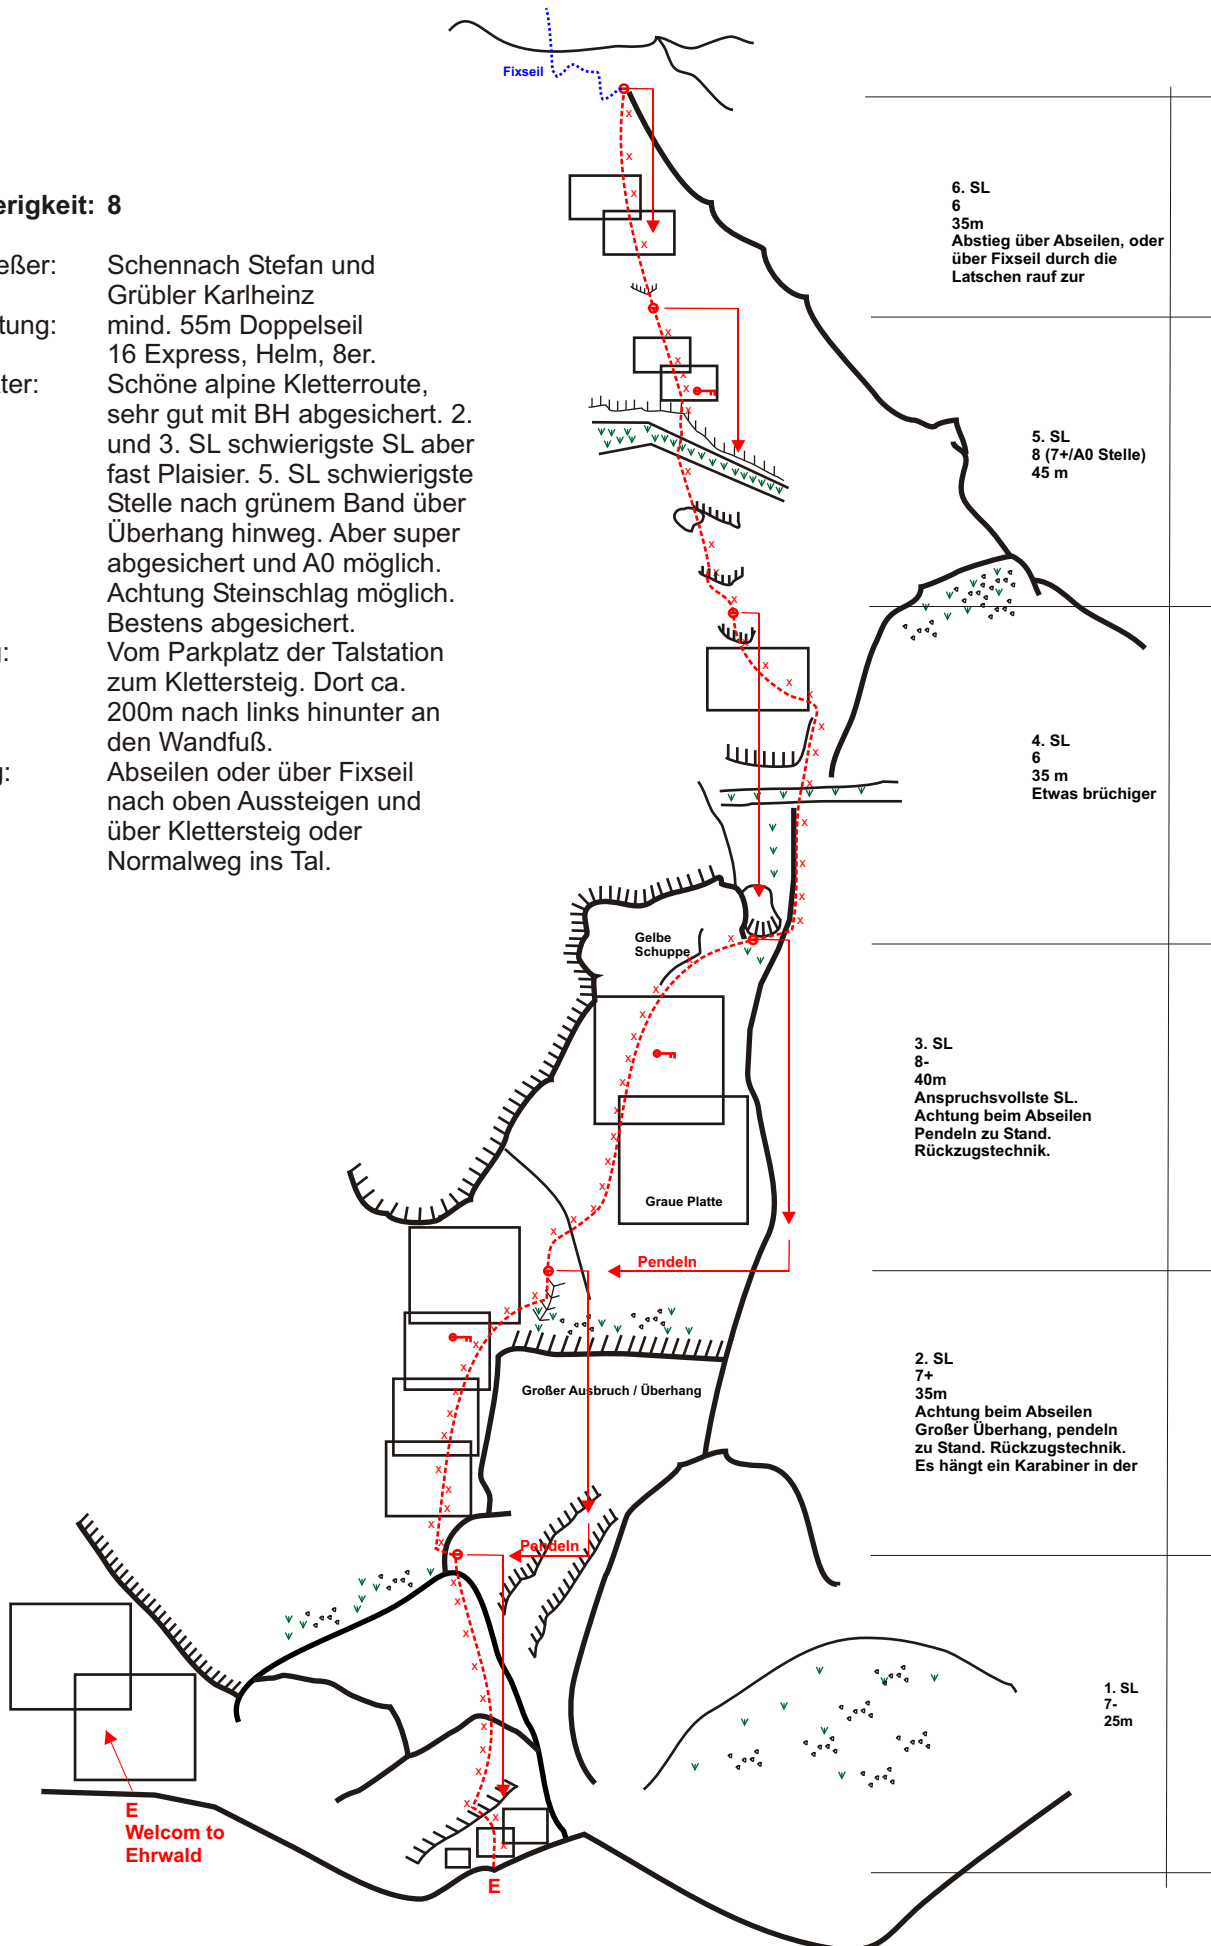 Fixseil
erigkeit: 8
eßer: Schennach Stefan und
Grübler Karlheinz
tung: mind. 55m Doppelseil
16 Express, Helm, 8er.
ter: Schöne alpine Kletterroute,
sehr gut mit BH abgesichert. 2.
und 3. SL schwierigste SL aber
fast Plaisier. 5. SL schwierigste
Stelle nach grünem Band über
Überhang hinweg. Aber super
abgesichert und A0 möglich.
Achtung Steinschlag möglich.
Bestens abgesichert.
g: Vom Parkplatz der Talstation
zum Klettersteig. Dort ca.
200m nach links hinunter an
den Wandfuß.
g: Abseilen oder über Fixseil
nach oben Aussteigen und
über Klettersteig oder
Normalweg ins Tal.
6. SL
6
35m
Abstieg über Abseilen, oder
über Fixseil durch die
Latschen rauf zur
5. SL
8 (7+/A0 Stelle)
45 m
4. SL
6
35 m
Etwas brüchiger
Gelbe
Schuppe
3. SL
8-
40m
Anspruchsvollste SL.
Achtung beim Abseilen
Pendeln zu Stand.
Rückzugstechnik.
Graue Platte
Pendeln
2. SL
7+
35m
Achtung beim Abseilen
Großer Überhang, pendeln
zu Stand. Rückzugstechnik.
Es hängt ein Karabiner in der
Großer Ausbruch / Überhang
Pendeln
1. SL
7-
25m
E
Welcom to
Ehrwald
E